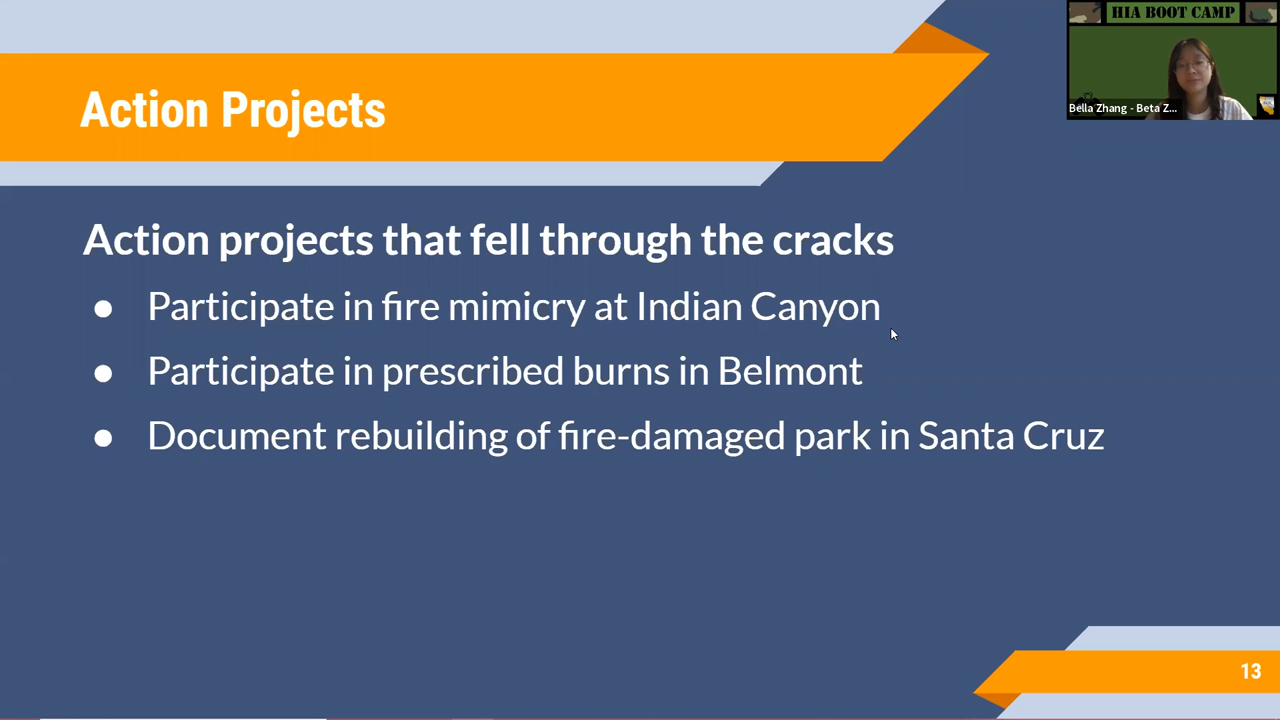 HIA BOOT CAMP
Bella Zhang - Beta Z...
Action Projects
Action projects that fell through the cracks
● Participate in fire mimicry at Indian Canyon
● Participate in prescribed burns in Belmont
● Document rebuilding of fire-damaged park in Santa Cruz
13